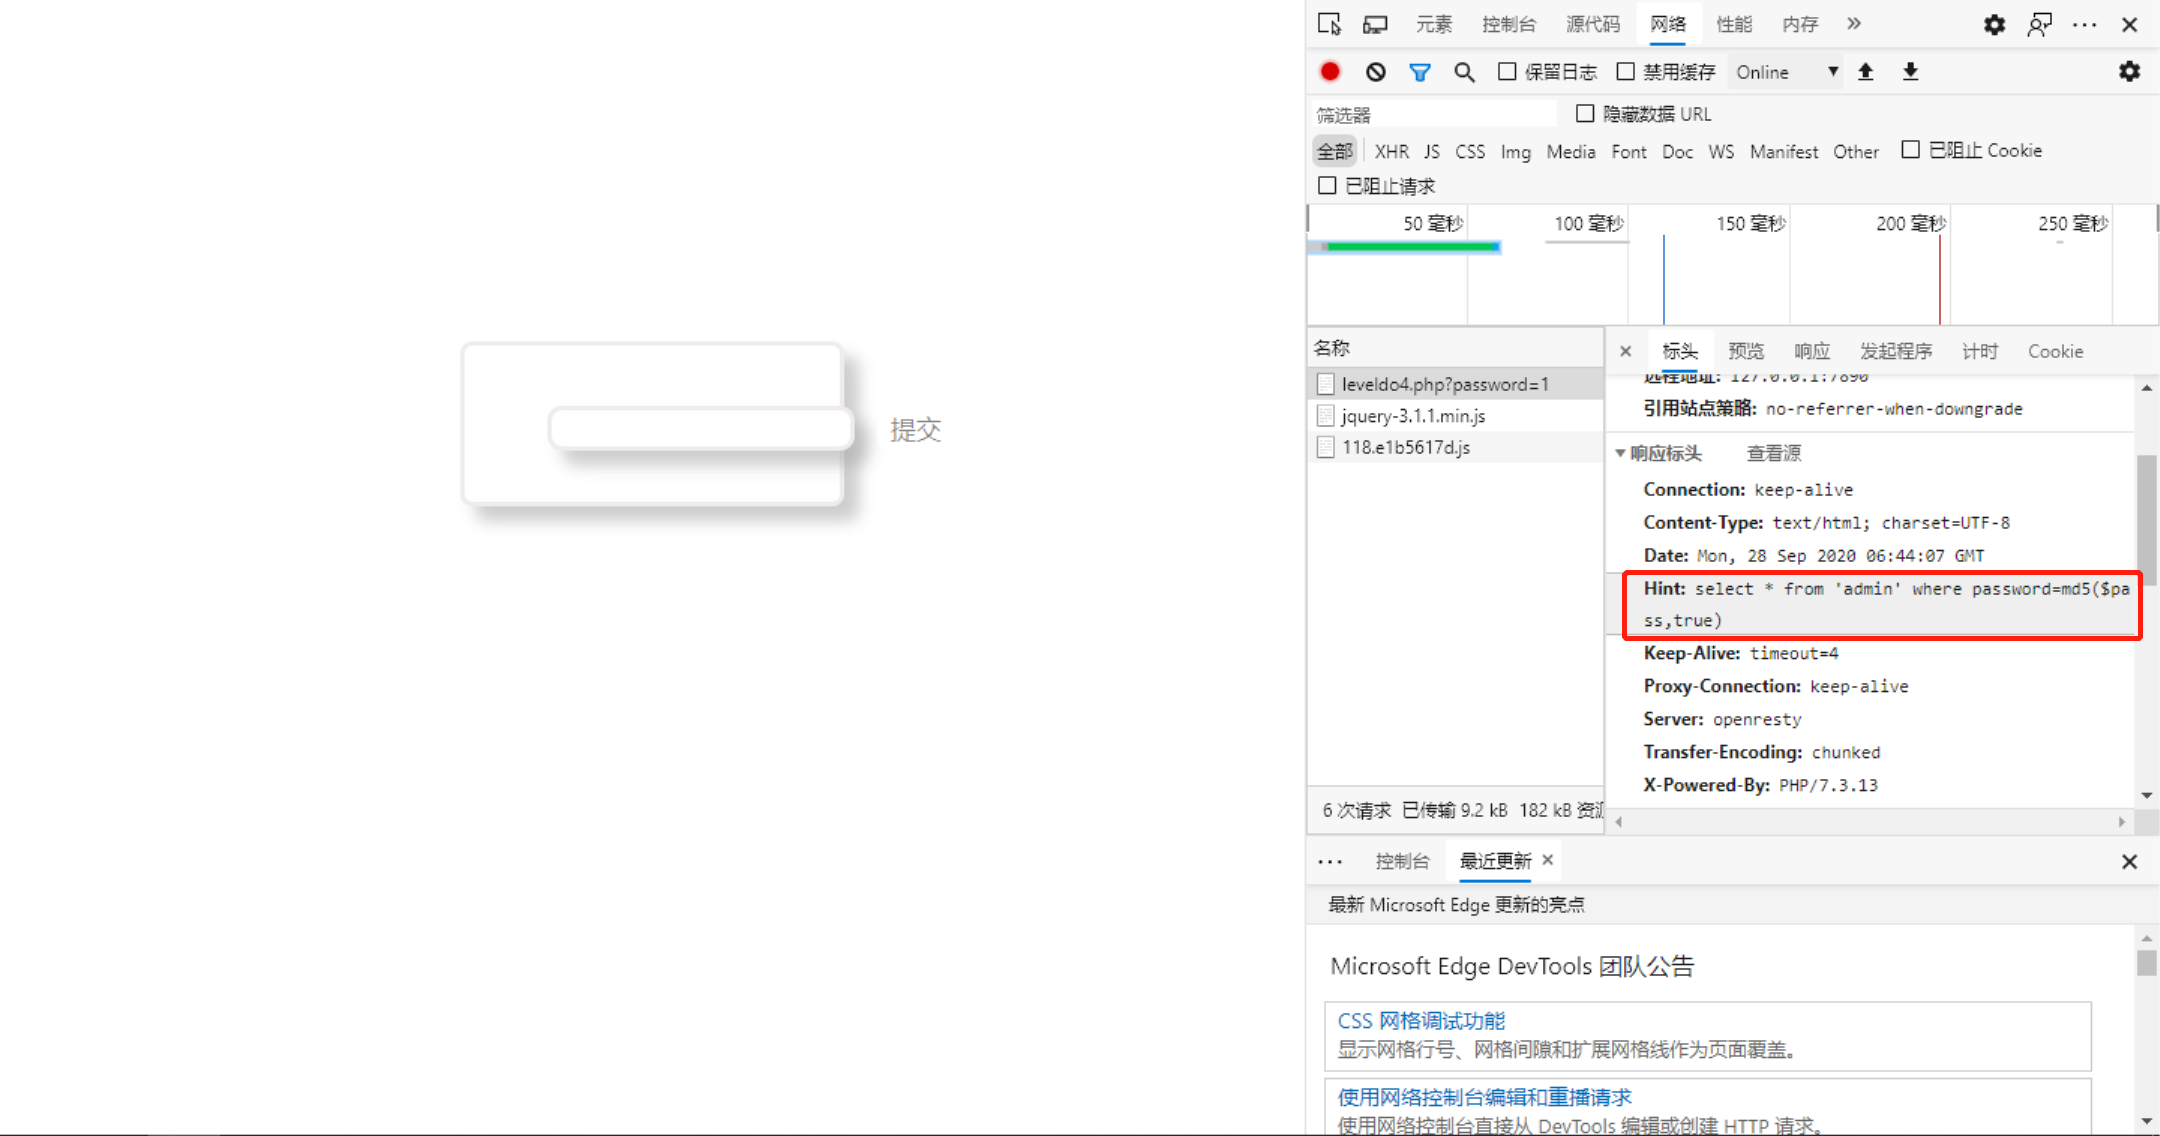 提交
元素 控制台 源代码 网络 性能 内存
保留日志 禁用缓存 Online
筛选器 隐藏数据 URL
全部 XHR JS CSS Img Media Font Doc WS Manifest Other 已阻止 Cookie
已阻止请求
50 毫秒 100 毫秒 150 毫秒 200 毫秒 250 毫秒
名称
leveldo4.php?password=1
jquery-3.1.1.min.js
118.e1b5617d.js
6 次请求 已传输 9.2 kB 182 kB 资源
标头 预览 响应 发起程序 计时 Cookie
远程地址: 127.0.0.1:7890
引用站点策略: no-referrer-when-downgrade
响应标头 查看源
Connection: keep-alive
Content-Type: text/html; charset=UTF-8
Date: Mon, 28 Sep 2020 06:44:07 GMT
Hint: select * from 'admin' where password=md5($pa
ss,true)
Keep-Alive: timeout=4
Proxy-Connection: keep-alive
Server: openresty
Transfer-Encoding: chunked
X-Powered-By: PHP/7.3.13
控制台 最近更新
最新 Microsoft Edge 更新的亮点
Microsoft Edge DevTools 团队公告
CSS 网格调试功能
显示网格行号、网格间隙和扩展网格线作为页面覆盖。
使用网络控制台编辑和重播请求
使用网络控制台直接从 DevTools 编辑或创建 HTTP 请求。